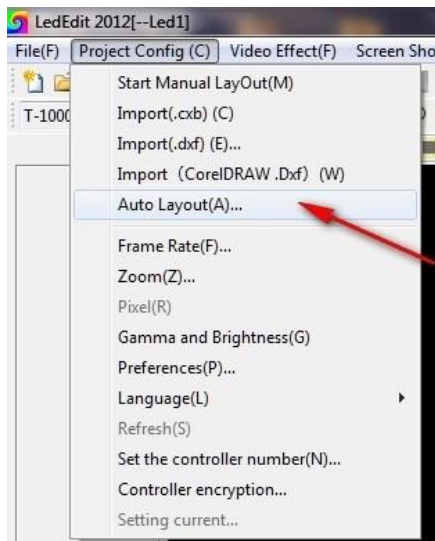 LedEdit 2012[--Led1]
File(F) Project Config (C) Video Effect(F) Screen Sho
T-1000
Start Manual LayOut(M)
Import(.cxb) (C)
Import(.dxf) (E)...
Import (CorelDRAW .Dxf) (W)
Auto Layout(A)...
Frame Rate(F)...
Zoom(Z)...
Pixel(R)
Gamma and Brightness(G)
Preferences(P)...
Language(L)
Refresh(S)
Set the controller number(N)...
Controller encryption...
Setting current...